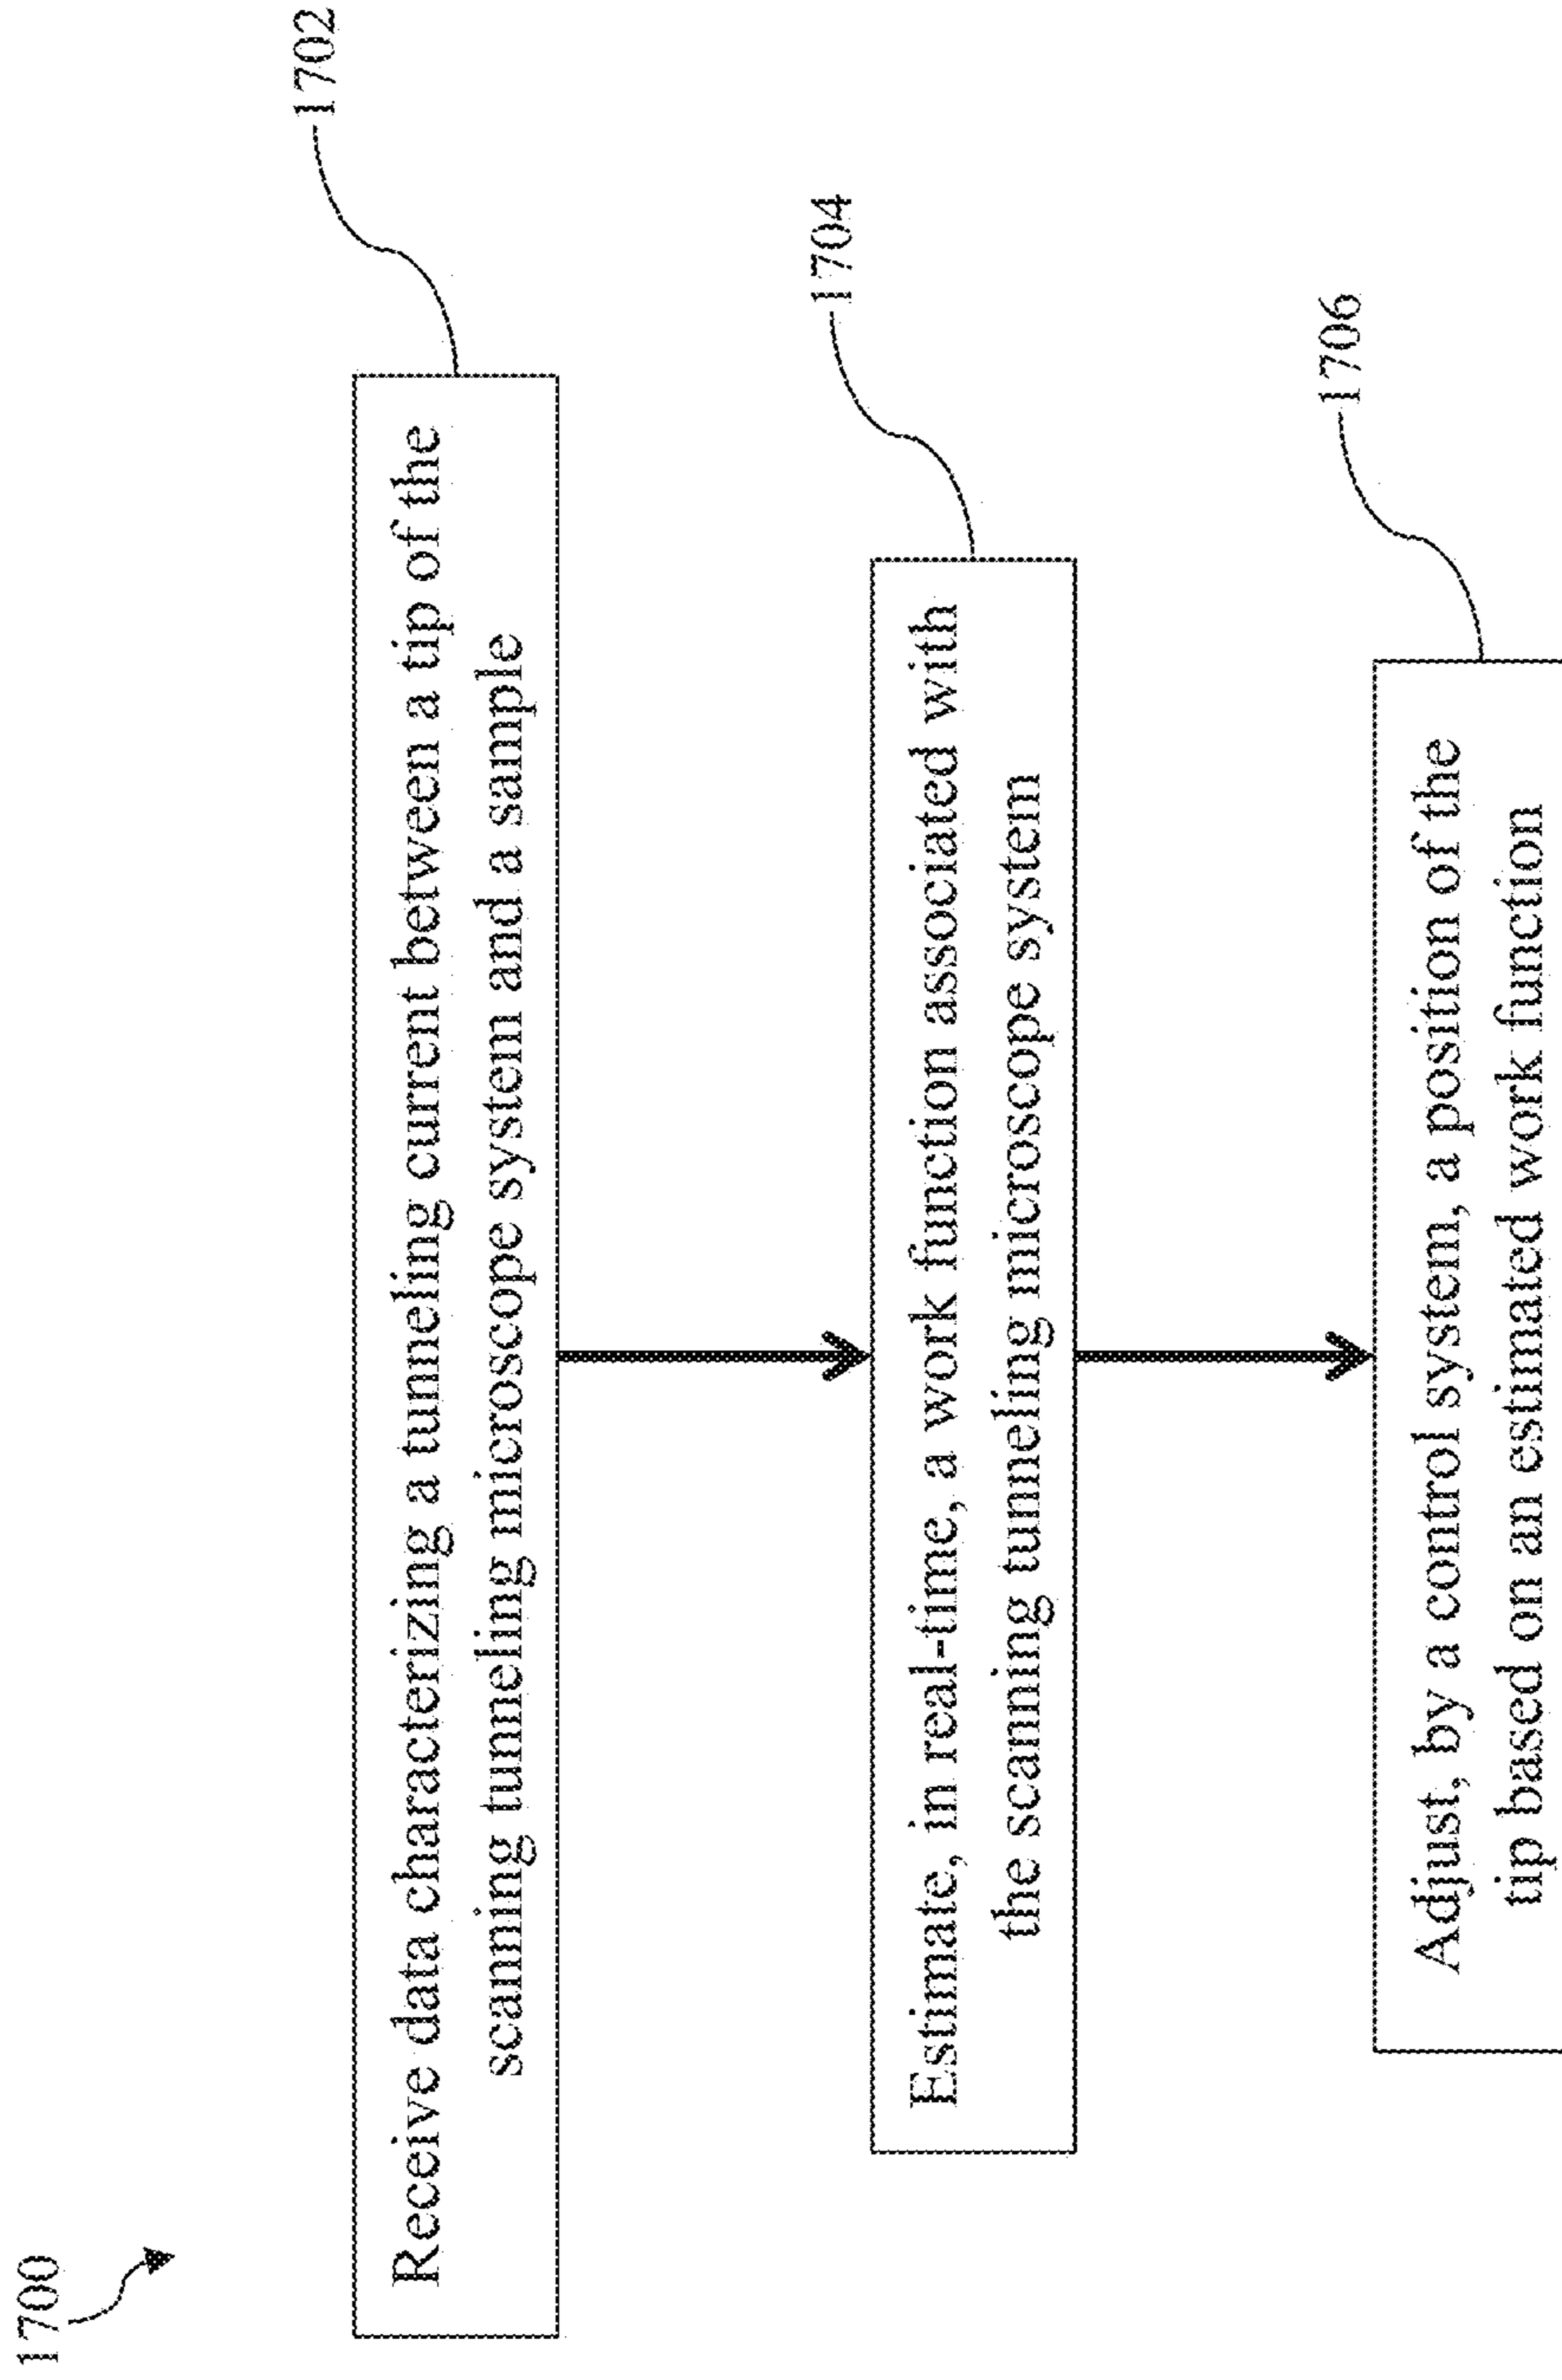 1700
1702
Receive data characterizing a tunneling current between a tip of the
scanning tunneling microscope system and a sample
1704
Estimate, in real-time, a work function associated with
the scanning tunneling microscope system
1706
Adjust, by a control system, a position of the
tip based on an estimated work function